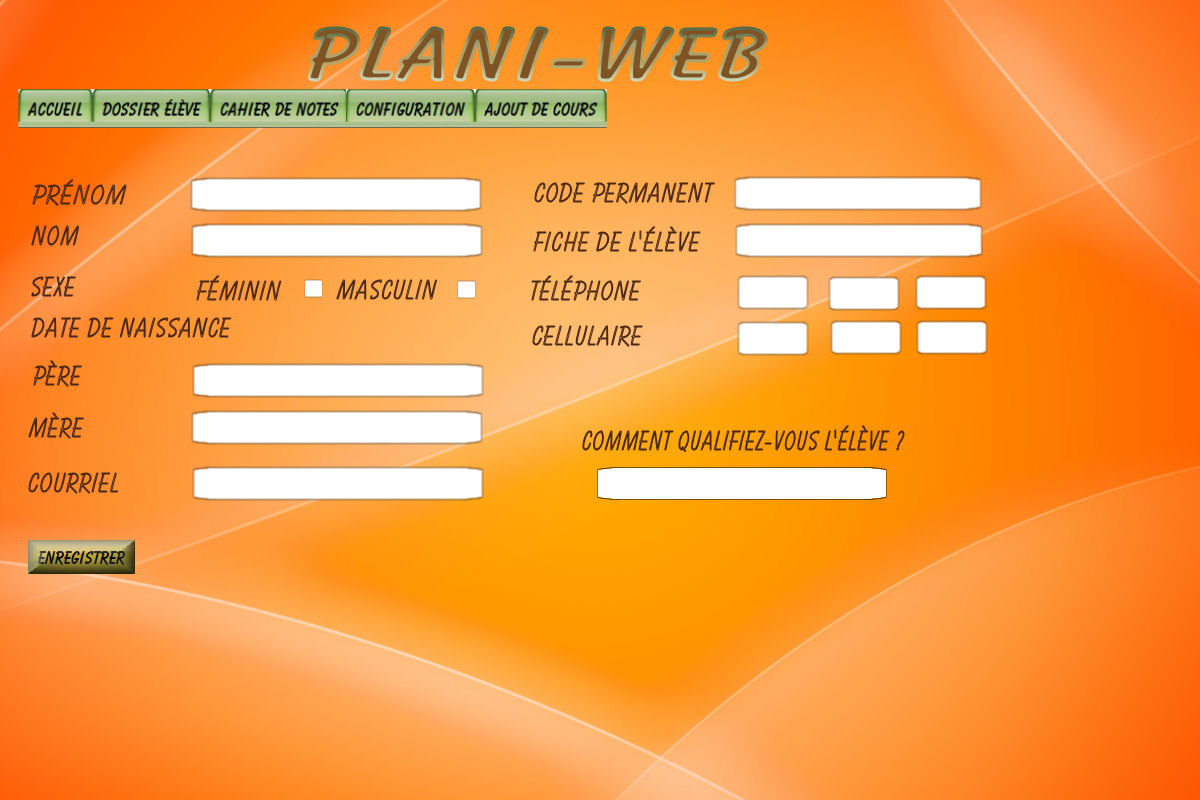 PLANI-WEB
ACCUEIL DOSSIER ÉLÈVE CAHIER DE NOTES CONFIGURATION AJOUT DE COURS
PRÉNOM
NOM
SEXE FÉMININ MASCULIN
DATE DE NAISSANCE
PÈRE
MÈRE
COURRIEL
CODE PERMANENT
FICHE DE L'ÉLÈVE
TÉLÉPHONE
CELLULAIRE
COMMENT QUALIFIEZ-VOUS L'ÉLÈVE ?
ENREGISTRER